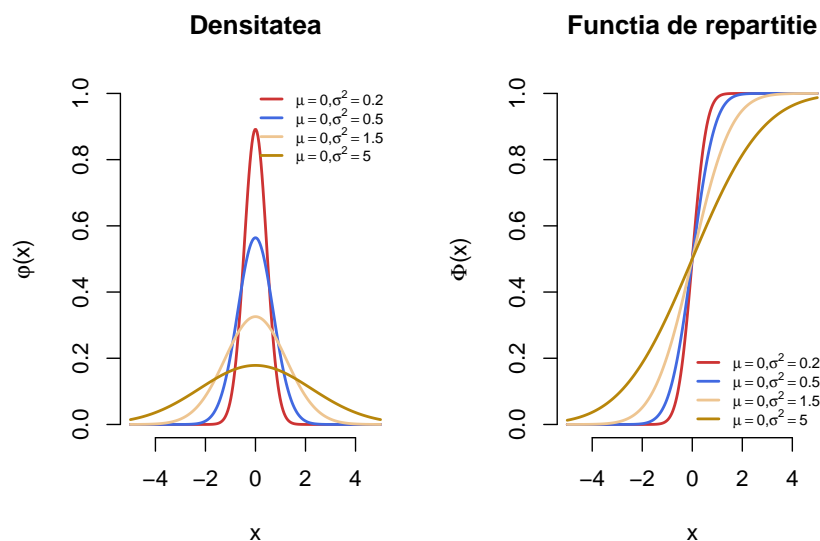 Densitatea
φ(x)
1.0
0.8
0.6
0.4
0.2
0.0
μ = 0,σ² = 0.2
μ = 0,σ² = 0.5
μ = 0,σ² = 1.5
μ = 0,σ² = 5
−4 −2 0 2 4
x
Functia de repartitie
Φ(x)
1.0
0.8
0.6
0.4
0.2
0.0
μ = 0,σ² = 0.2
μ = 0,σ² = 0.5
μ = 0,σ² = 1.5
μ = 0,σ² = 5
−4 −2 0 2 4
x